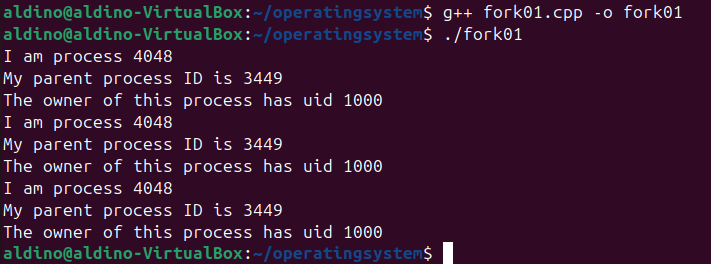 aldino@aldino-VirtualBox:~/operatingsystem$ g++ fork01.cpp -o fork01
aldino@aldino-VirtualBox:~/operatingsystem$ ./fork01
I am process 4048
My parent process ID is 3449
The owner of this process has uid 1000
I am process 4048
My parent process ID is 3449
The owner of this process has uid 1000
I am process 4048
My parent process ID is 3449
The owner of this process has uid 1000
aldino@aldino-VirtualBox:~/operatingsystem$